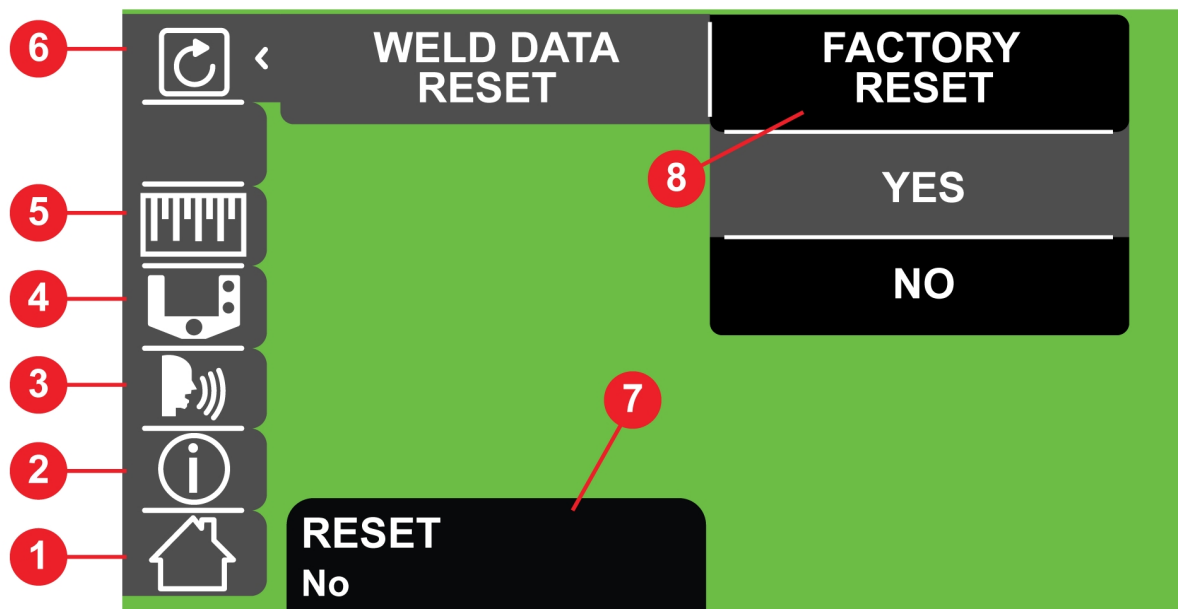 6
WELD DATA
RESET
FACTORY
RESET
8
YES
5
NO
4
3
7
2
RESET
No
1